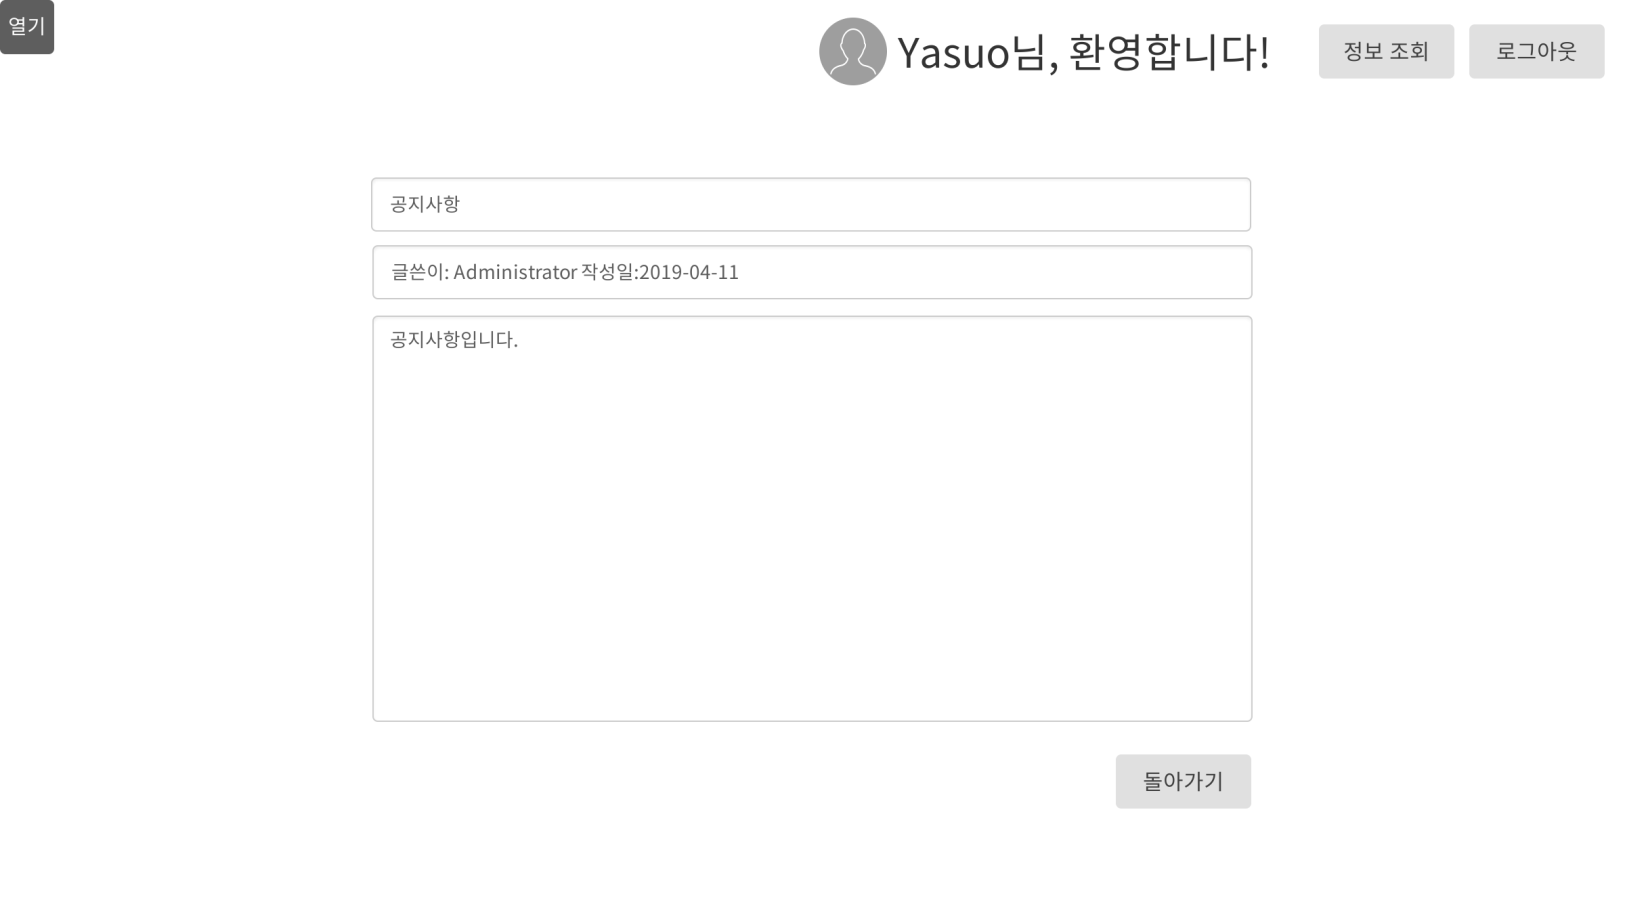 열기
Yasuo님, 환영합니다!
정보 조회
로그아웃
공지사항
글쓴이: Administrator 작성일:2019-04-11
공지사항입니다.
돌아가기